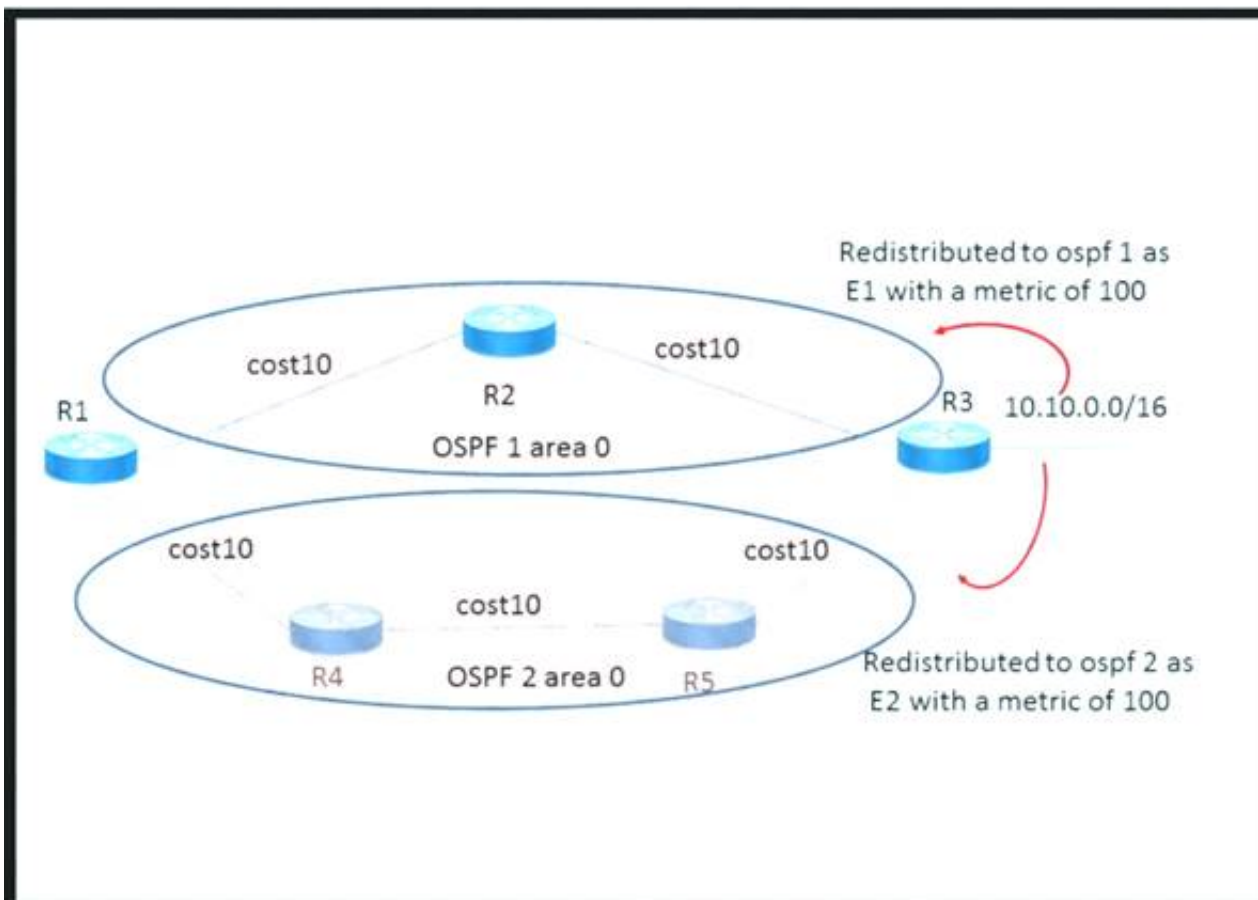 Redistributed to ospf 1 as
E1 with a metric of 100
cost10
cost10
R2
R1
R3
10.10.0.0/16
OSPF 1 area 0
cost10
cost10
cost10
R4
OSPF 2 area 0
R5
Redistributed to ospf 2 as
E2 with a metric of 100